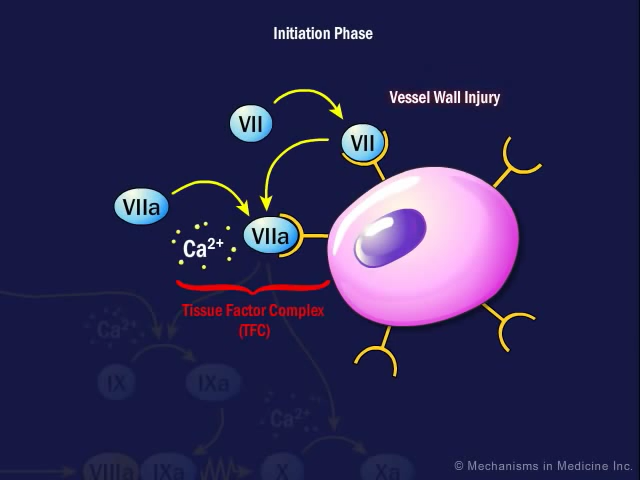 Initiation Phase
Vessel Wall Injury
VII
VII
VIIa
VIIa
Ca²⁺
Tissue Factor Complex
(TFC)
Ca²⁺
IX
IXa
Ca²⁺
VIIIa
IXa
X
Xa
© Mechanisms in Medicine Inc.